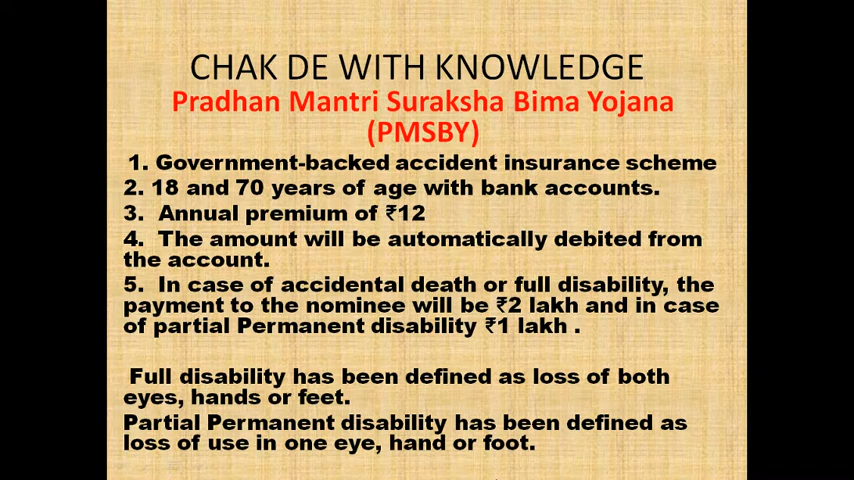 CHAK DE WITH KNOWLEDGE
Pradhan Mantri Suraksha Bima Yojana
(PMSBY)
1. Government-backed accident insurance scheme
2. 18 and 70 years of age with bank accounts.
3. Annual premium of ₹12
4. The amount will be automatically debited from
the account.
5. In case of accidental death or full disability, the
payment to the nominee will be ₹2 lakh and in case
of partial Permanent disability ₹1 lakh .
Full disability has been defined as loss of both
eyes, hands or feet.
Partial Permanent disability has been defined as
loss of use in one eye, hand or foot.